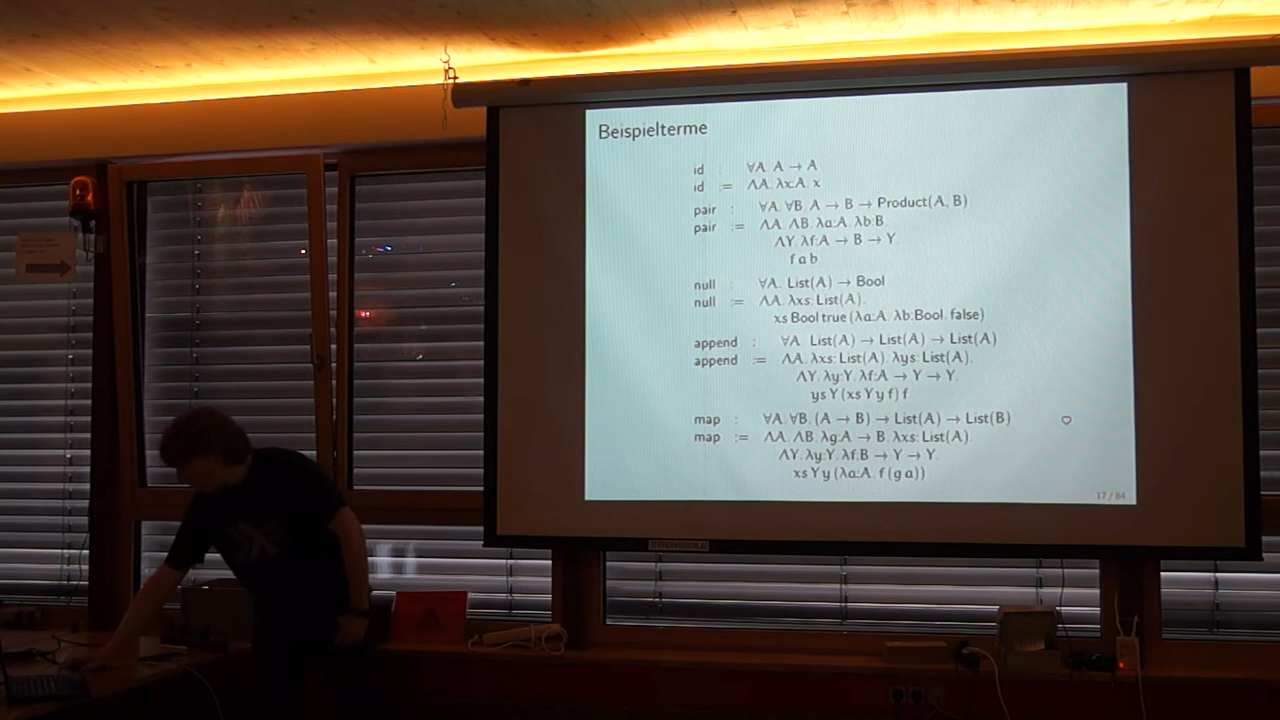 Beispielterme
id : ∀A. A → A
id := ΛA. λx:A. x
pair : ∀A. ∀B. A → B → Product(A, B)
pair := ΛA. ΛB. λa:A. λb:B.
ΛY. λf:A → B → Y.
f a b
null : ∀A. List(A) → Bool
null := ΛA. λxs: List(A).
xs Bool true (λa:A. λb:Bool. false)
append : ∀A. List(A) → List(A) → List(A)
append := ΛA. λxs: List(A). λys: List(A).
ΛY. λy:Y. λf:A → Y → Y.
ys Y (xs Y y f) f
map : ∀A. ∀B. (A → B) → List(A) → List(B)
map := ΛA. ΛB. λg:A → B. λxs: List(A).
ΛY. λy:Y. λf:B → Y → Y.
xs Y y (λa:A. f (g a))
17 / 84